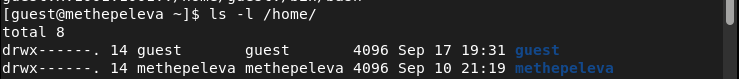 [guest@methepeleva ~]$ ls -l /home/
total 8
drwx------. 14 guest       guest       4096 Sep 17 19:31 guest
drwx------. 14 methepeleva methepeleva 4096 Sep 10 21:19 methepeleva